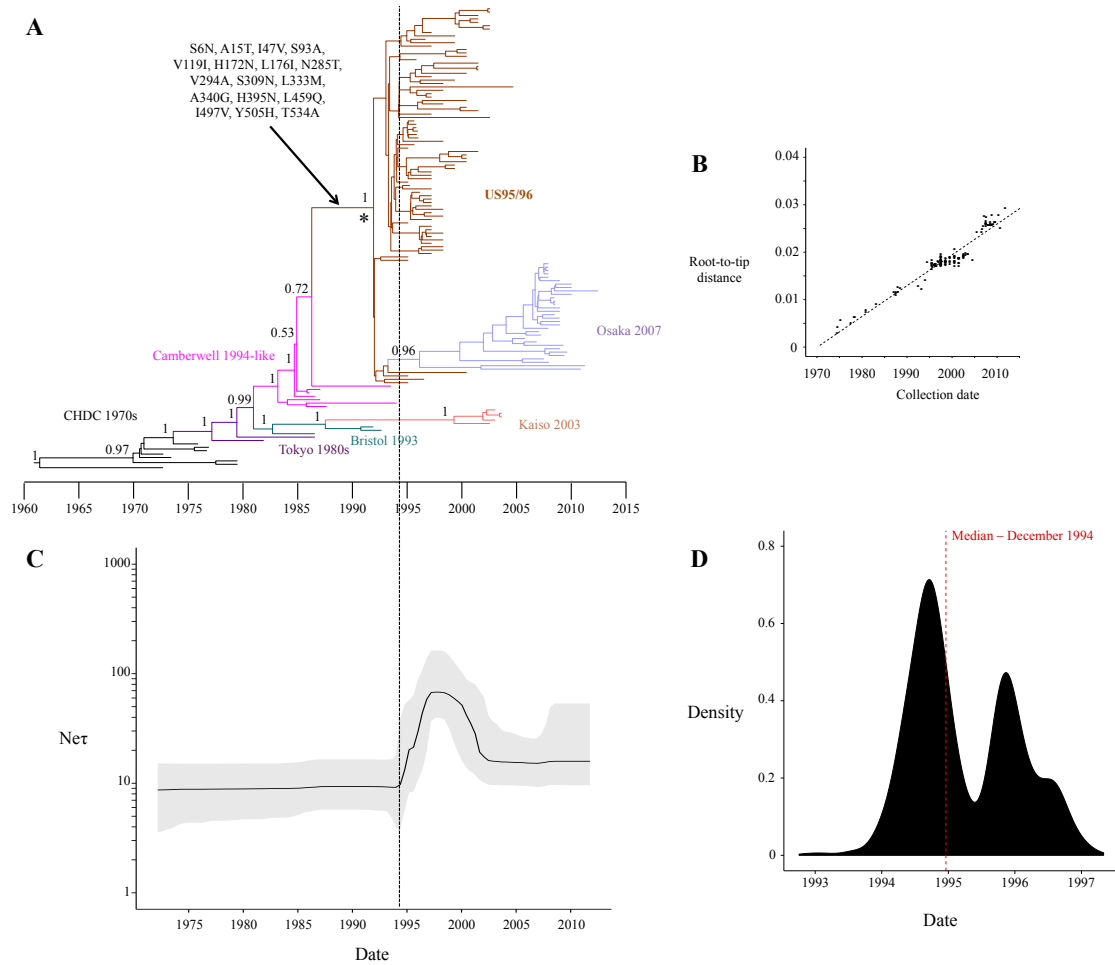 A
S6N, A15T, I47V, S93A,
V119I, H172N, L176I, N285T,
V294A, S309N, L333M,
A340G, H395N, L459Q,
I497V, Y505H, T534A
1
*
US95/96
0.72
0.53
Camberwell 1994-like
1
0.96
Osaka 2007
0.99
1
1
1
1
Kaiso 2003
CHDC 1970s
1
1
Bristol 1993
Tokyo 1980s
0.97
1
1960 1965 1970 1975 1980 1985 1990 1995 2000 2005 2010 2015
B
0.04
0.03
Root-to-tip
distance
0.02
0.01
0
1970 1980 1990 2000 2010
Collection date
C
1000
100
Neτ
10
1
1975 1980 1985 1990 1995 2000 2005 2010
Date
D
0.8
Median – December 1994
0.6
Density
0.4
0.2
0
1993 1994 1995 1996 1997
Date